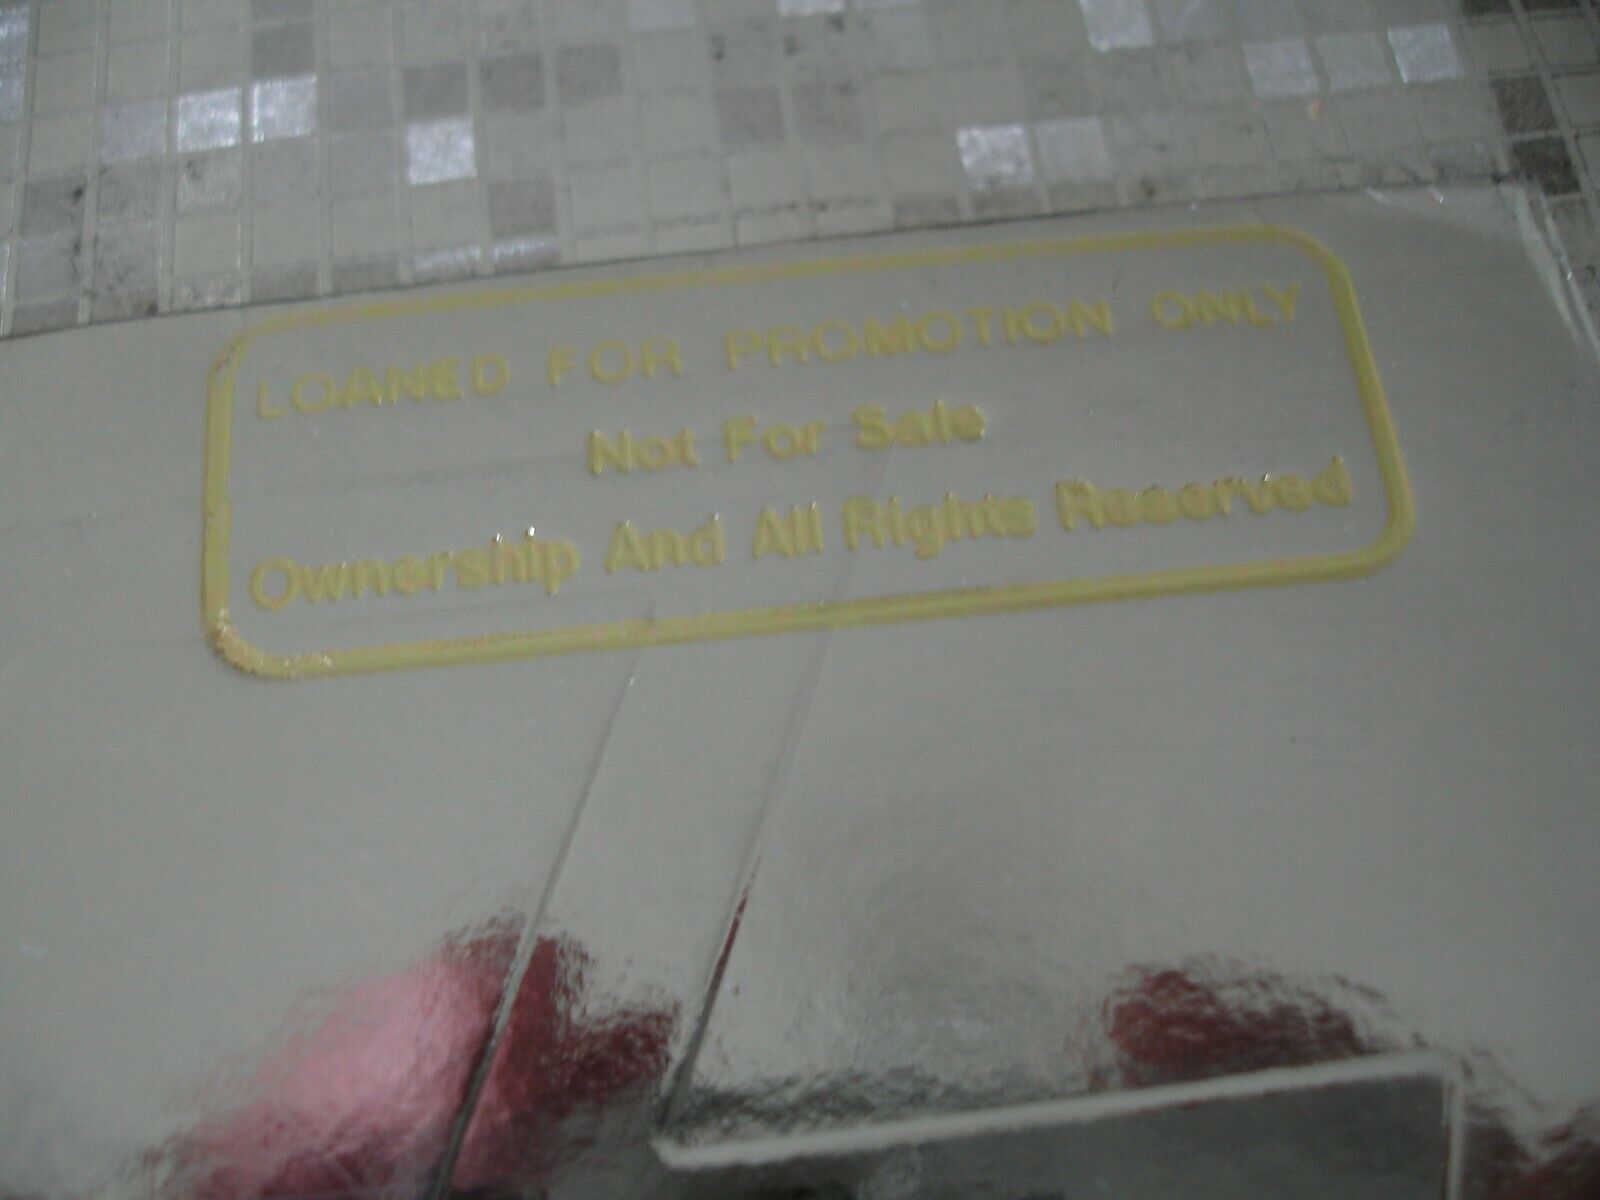 LOANED FOR PROMOTION ONLY
Not For Sale
Ownership And All Rights Reserved